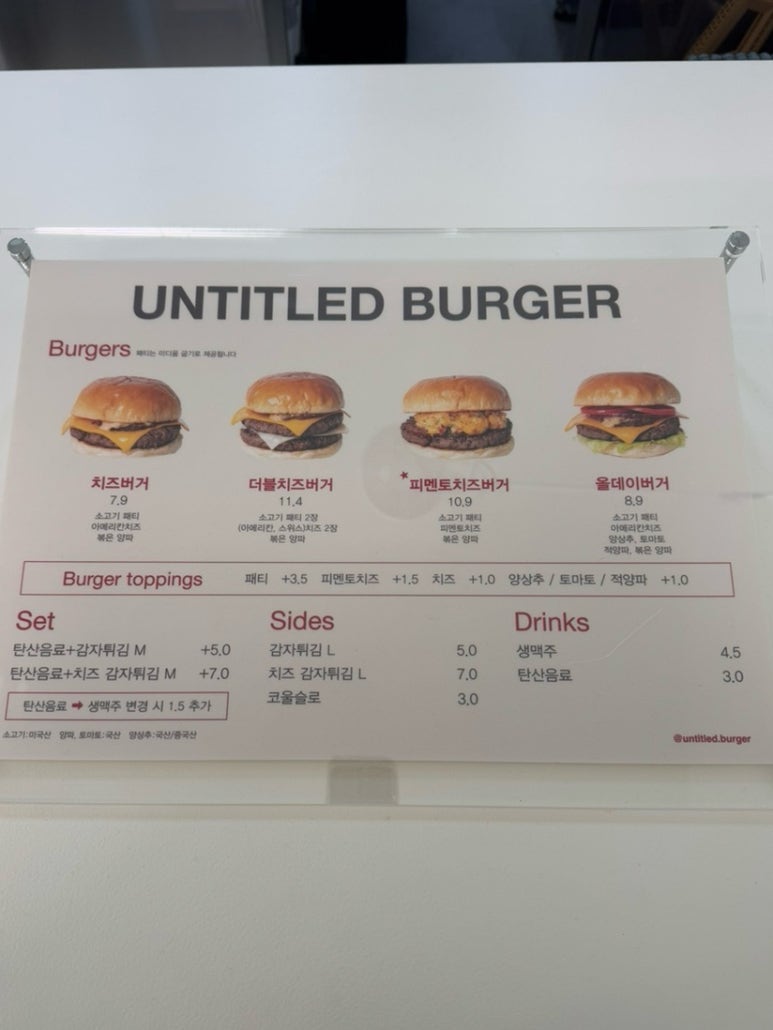 UNTITLED BURGER
Burgers 패티는 미디움 굽기로 제공됩니다
치즈버거
7.9
소고기 패티
아메리칸치즈
볶은 양파
더블치즈버거
11.4
소고기 패티 2장
(아메리칸, 스위스)치즈 2장
볶은 양파
★피멘토치즈버거
10.9
소고기 패티
피멘토치즈
볶은 양파
올데이버거
8.9
소고기 패티
아메리칸치즈
양상추, 토마토
적양파, 볶은 양파
Burger toppings 패티 +3.5 피멘토치즈 +1.5 치즈 +1.0 양상추 / 토마토 / 적양파 +1.0
Set
탄산음료+감자튀김 M +5.0
탄산음료+치즈 감자튀김 M +7.0
탄산음료 ➡ 생맥주 변경 시 1.5 추가
Sides
감자튀김 L 5.0
치즈 감자튀김 L 7.0
코울슬로 3.0
Drinks
생맥주 4.5
탄산음료 3.0
소고기:미국산 양파, 토마토:국산 양상추:국산/중국산
@untitled.burger